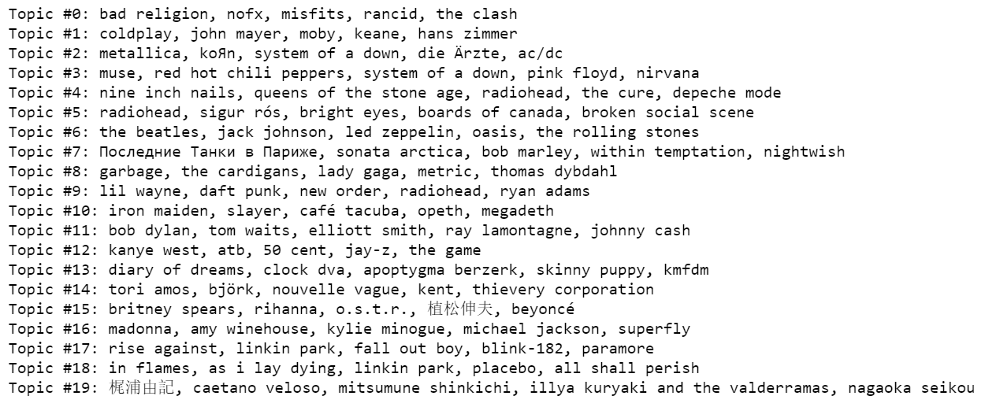 Topic #0: bad religion, nofx, misfits, rancid, the clash
Topic #1: coldplay, john mayer, moby, keane, hans zimmer
Topic #2: metallica, koЯn, system of a down, die Ärzte, ac/dc
Topic #3: muse, red hot chili peppers, system of a down, pink floyd, nirvana
Topic #4: nine inch nails, queens of the stone age, radiohead, the cure, depeche mode
Topic #5: radiohead, sigur rós, bright eyes, boards of canada, broken social scene
Topic #6: the beatles, jack johnson, led zeppelin, oasis, the rolling stones
Topic #7: Последние Танки в Париже, sonata arctica, bob marley, within temptation, nightwish
Topic #8: garbage, the cardigans, lady gaga, metric, thomas dybdahl
Topic #9: lil wayne, daft punk, new order, radiohead, ryan adams
Topic #10: iron maiden, slayer, café tacuba, opeth, megadeth
Topic #11: bob dylan, tom waits, elliott smith, ray lamontagne, johnny cash
Topic #12: kanye west, atb, 50 cent, jay-z, the game
Topic #13: diary of dreams, clock dva, apoptygma berzerk, skinny puppy, kmfdm
Topic #14: tori amos, björk, nouvelle vague, kent, thievery corporation
Topic #15: britney spears, rihanna, o.s.t.r., 植松伸夫, beyoncé
Topic #16: madonna, amy winehouse, kylie minogue, michael jackson, superfly
Topic #17: rise against, linkin park, fall out boy, blink-182, paramore
Topic #18: in flames, as i lay dying, linkin park, placebo, all shall perish
Topic #19: 梶浦由記, caetano veloso, mitsumune shinkichi, illya kuryaki and the valderramas, nagaoka seikou